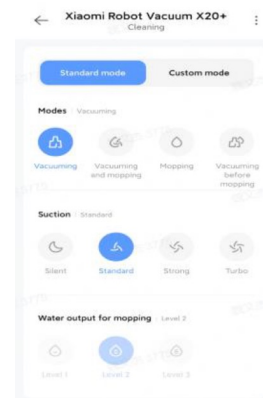 Xiaomi Robot Vacuum X20+
Cleaning
Standard mode
Custom mode
Modes | Vacuuming
Vacuuming
Vacuuming and mopping
Mopping
Vacuuming before mopping
Suction | Standard
Silent
Standard
Strong
Turbo
Water output for mopping | Level 2
Level 1
Level 2
Level 3